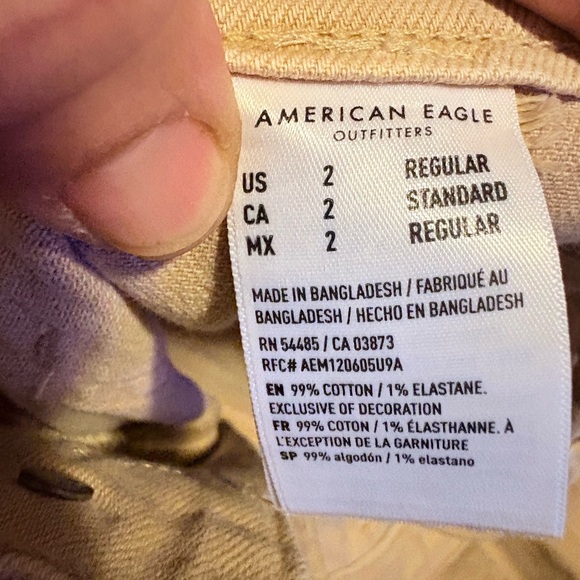 AMERICAN EAGLE
OUTFITTERS
US 2 REGULAR
CA 2 STANDARD
MX 2 REGULAR
MADE IN BANGLADESH / FABRIQUÉ AU
BANGLADESH / HECHO EN BANGLADESH
RN 54485 / CA 03873
RFC# AEM120605U9A
EN 99% COTTON / 1% ELASTANE.
EXCLUSIVE OF DECORATION
FR 99% COTON / 1% ÉLASTHANNE. À
L'EXCEPTION DE LA GARNITURE
SP 99% algodón / 1% elastano